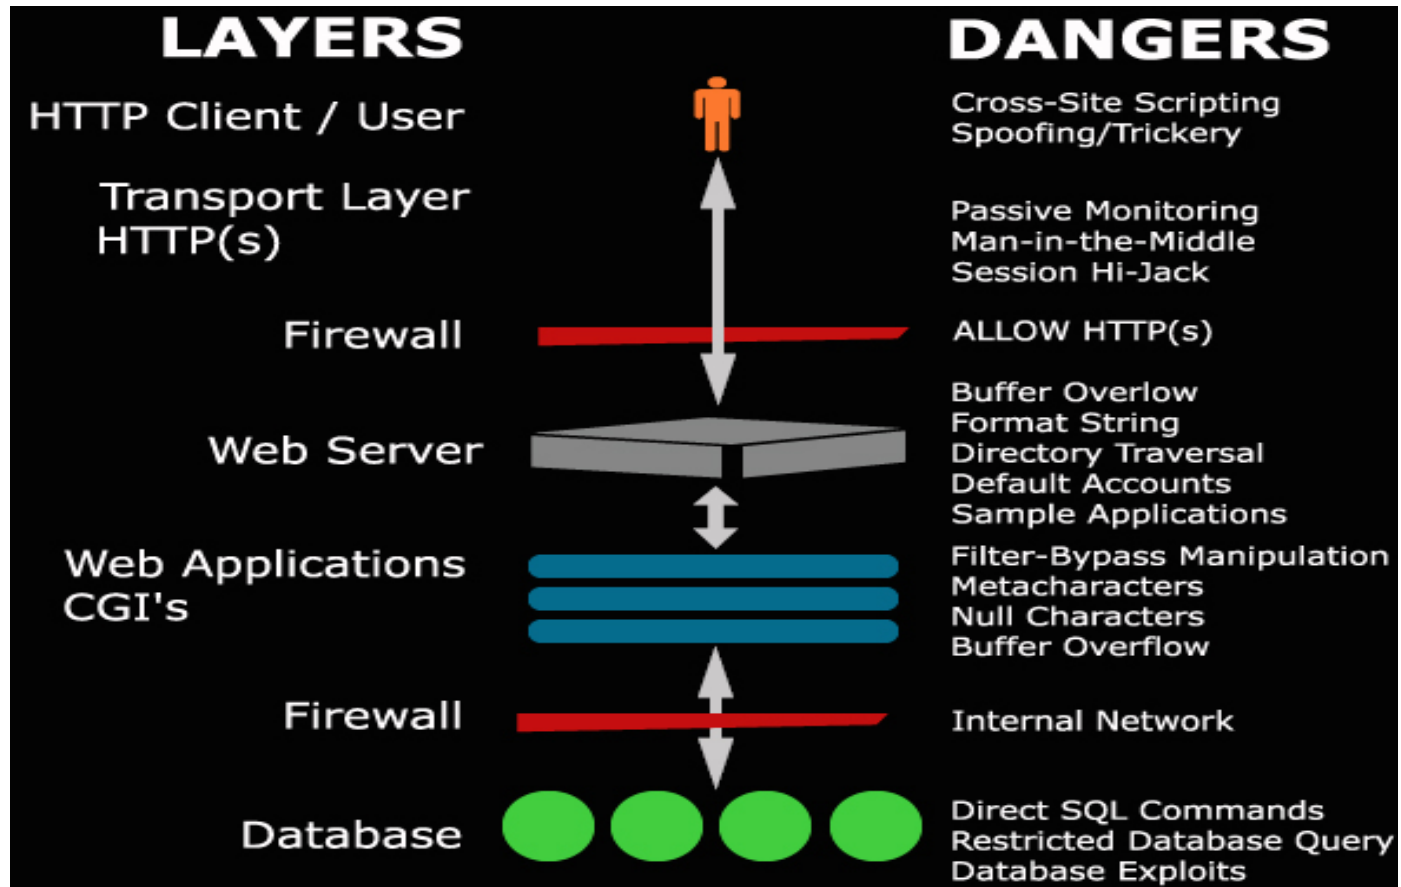 LAYERS
DANGERS
HTTP Client / User
Cross-Site Scripting
Spoofing/Trickery
Transport Layer
HTTP(s)
Passive Monitoring
Man-in-the-Middle
Session Hi-Jack
Firewall
ALLOW HTTP(s)
Web Server
Buffer Overlow
Format String
Directory Traversal
Default Accounts
Sample Applications
Web Applications
CGI's
Filter-Bypass Manipulation
Metacharacters
Null Characters
Buffer Overflow
Firewall
Internal Network
Database
Direct SQL Commands
Restricted Database Query
Database Exploits